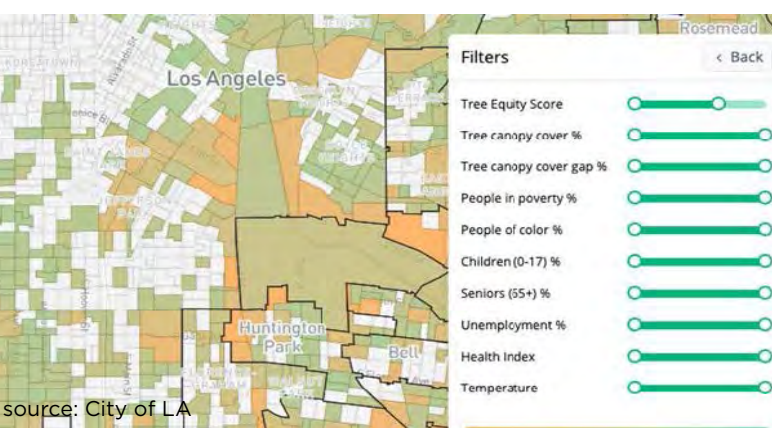 Rosemead
Los Angeles
Huntington
Park
Bell
Filters
< Back
Tree Equity Score
Tree canopy cover %
Tree canopy cover gap %
People in poverty %
People of color %
Children (0-17) %
Seniors (65+) %
Unemployment %
Health Index
Temperature
source: City of LA